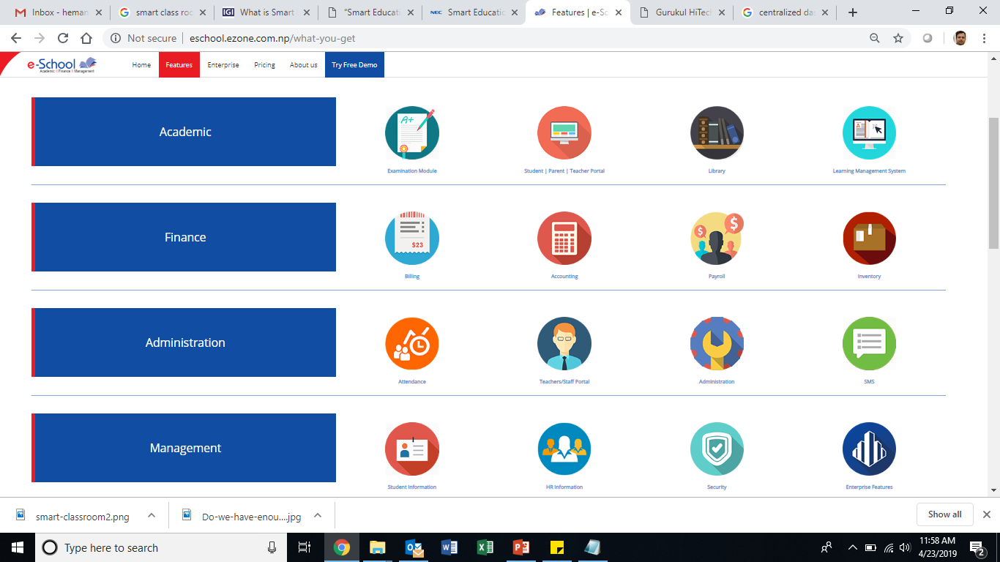 Inbox - heman
smart class roo
IGI
What is Smart
"Smart Educati
NEC
Smart Educatio
Features | e-Sc
Gurukul HiTech
centralized das
Not secure
eschool.ezone.com.np/what-you-get
e-School
Academic || Finance || Management
Home
Features
Enterprise
Pricing
About us
Try Free Demo
Academic
A+
Examination Module
Student | Parent | Teacher Portal
Library
Learning Management System
Finance
$23
Billing
Accounting
$ $
Payroll
Inventory
Administration
Attendance
Teachers/Staff Portal
Administration
SMS
Management
Student Information
HR Information
Security
Enterprise Features
smart-classroom2.png
Do-we-have-enou....jpg
Show all
Type here to search
11:58 AM
4/23/2019
2